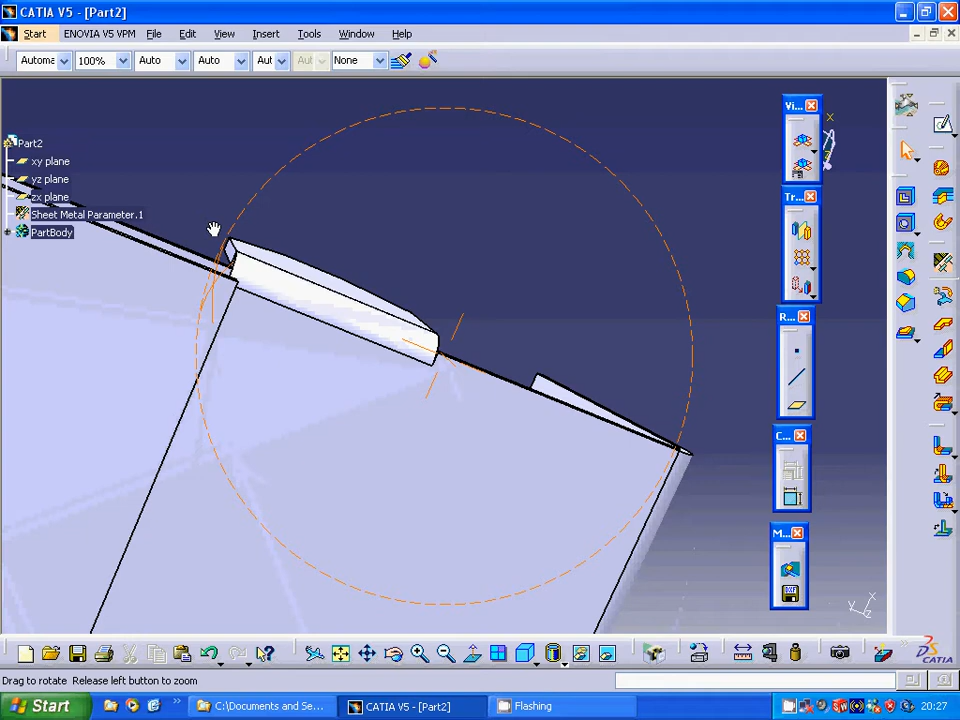 CATIA V5 - [Part2]
Start ENOVIA V5 VPM File Edit View Insert Tools Window Help
Automa 100% Auto Auto Aut Aut None
Vi...
X
Part2
xy plane
yz plane
zx plane
Sheet Metal Parameter.1
PartBody
Tr...
R...
C...
M...
DXF
x
y
z
CATIA
Drag to rotate Release left button to zoom
Start C:\Documents and Se... CATIA V5 - [Part2] Flashing 20:27